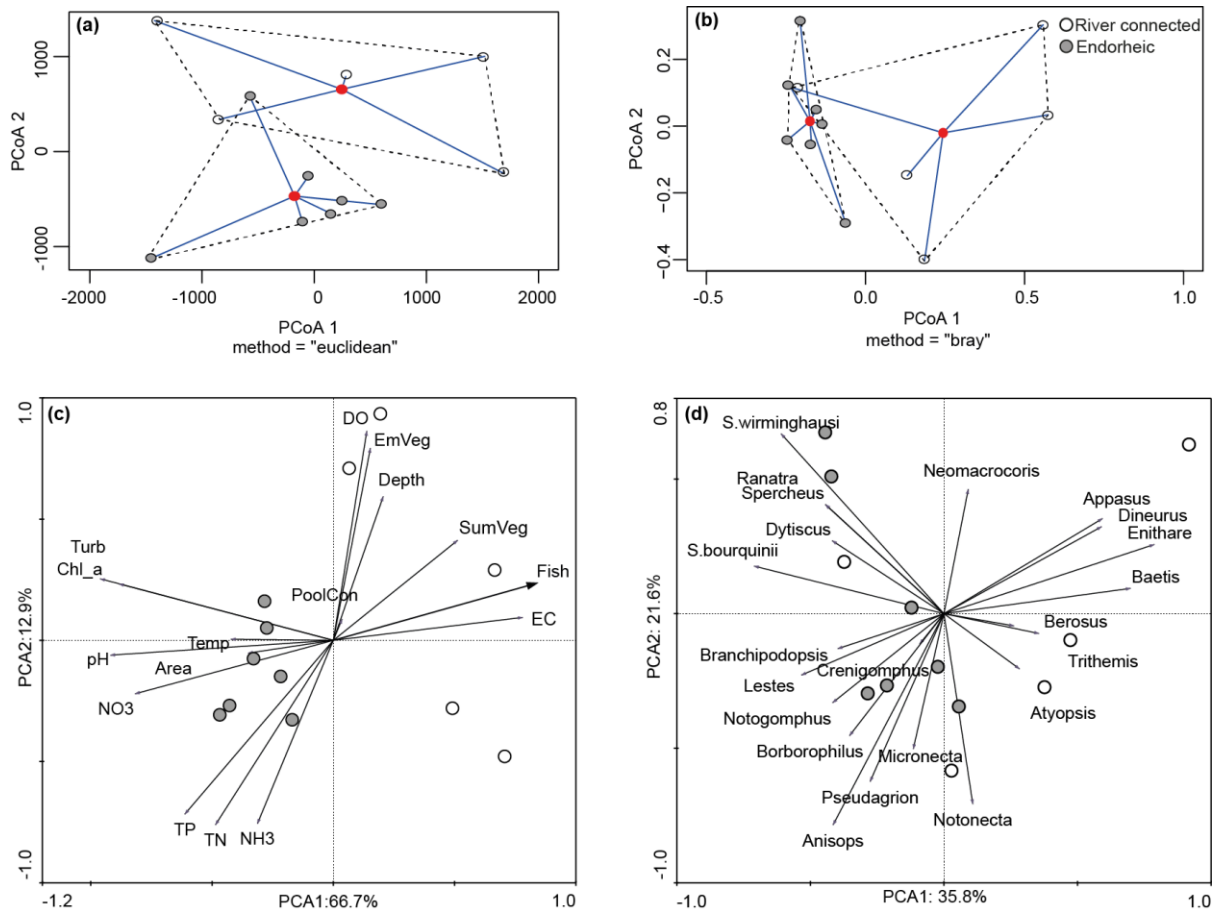 (a)
PCoA 2
1000
0
-1000
-2000
-1000
0
1000
2000
PCoA 1
method = "euclidean"
(b)
River connected
Endorheic
PCoA 2
0.2
0.0
-0.2
-0.4
-0.5
0.0
0.5
1.0
PCoA 1
method = "bray"
(c)
1.0
DO
EmVeg
Depth
SumVeg
Turb
Chl_a
PoolCon
Fish
EC
Temp
pH
Area
NO3
TP
TN
NH3
PCA2:12.9%
-1.0
-1.2
PCA1:66.7%
1.0
(d)
0.8
S.wirminghausi
Neomacrocoris
Ranatra
Spercheus
Appasus
Dineurus
Dytiscus
Enithare
S.bourquinii
Baetis
Berosus
Branchipodopsis
Trithemis
Crenigomphus
Lestes
Notogomphus
Atyopsis
Borborophilus
Micronecta
Pseudagrion
Notonecta
Anisops
PCA2: 21.6%
-1.0
-1.0
PCA1: 35.8%
1.0